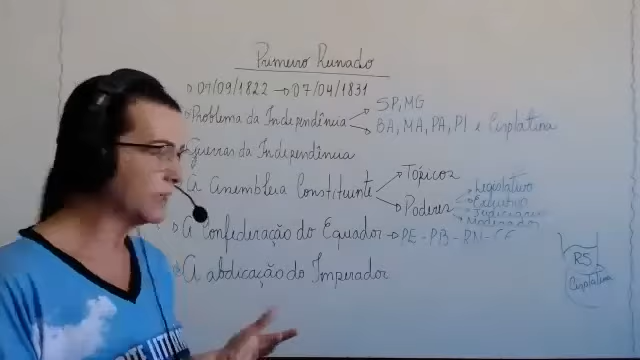 Primeiro Reinado
07/09/1822 → 07/04/1831
Problema da Independência
SP, MG
BA, MA, PA, PI e Cisplatina
Guerras da Independência
A Assembleia Constituinte
Tópicos
Poderes
Legislativo
Executivo
Judiciário
Moderador
A Confederação do Equador → PE - PB - RN - CE
A abdicação do Imperador
RS
Cisplatina